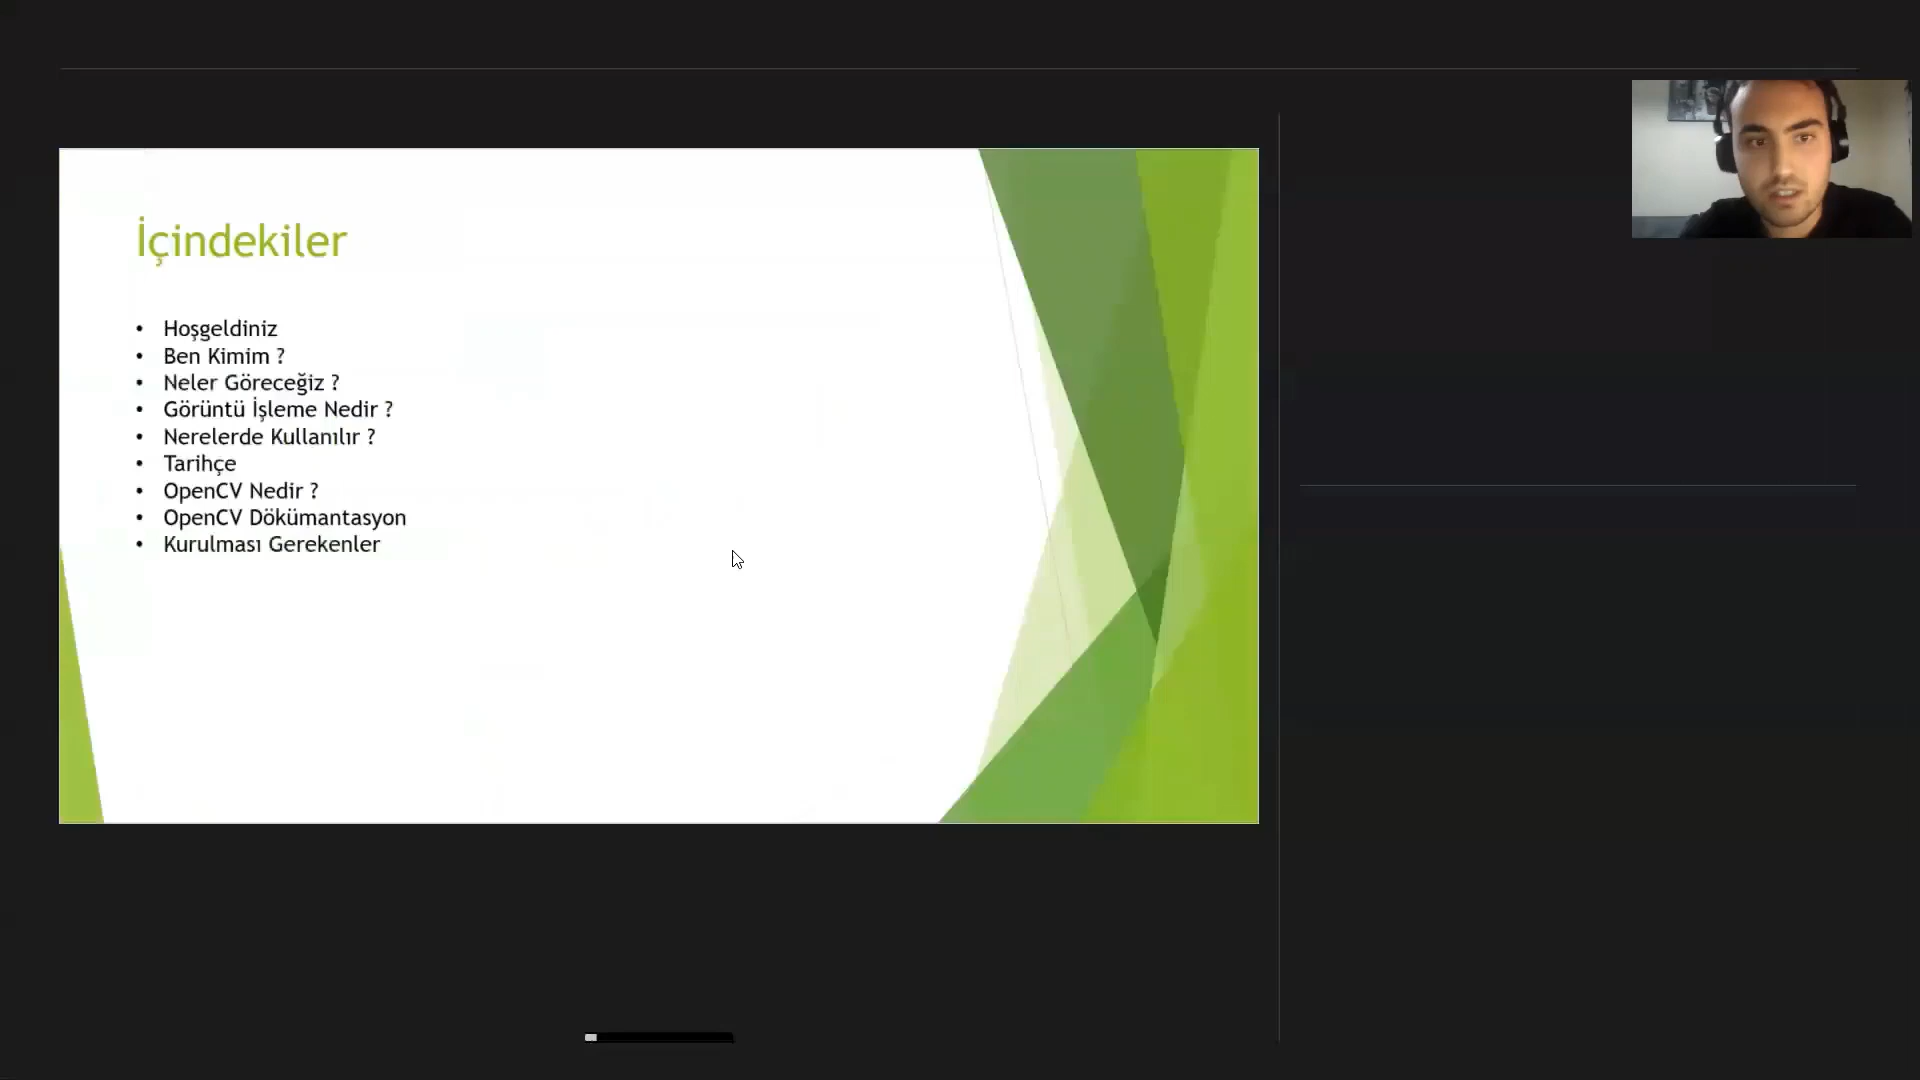 İçindekiler
• Hoşgeldiniz
• Ben Kimim ?
• Neler Göreceğiz ?
• Görüntü İşleme Nedir ?
• Nerelerde Kullanılır ?
• Tarihçe
• OpenCV Nedir ?
• OpenCV Dökümantasyon
• Kurulması Gerekenler